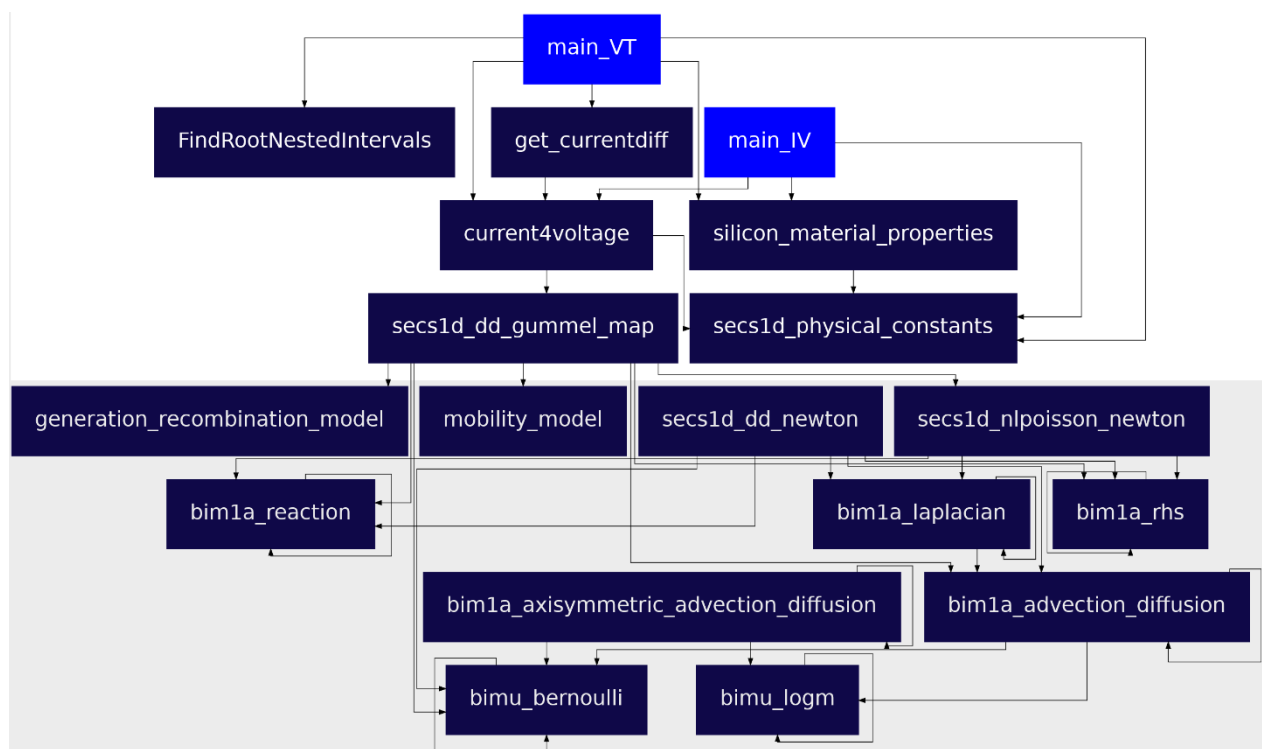 main_VT
FindRootNestedIntervals
get_currentdiff
main_IV
current4voltage
silicon_material_properties
secs1d_dd_gummel_map
secs1d_physical_constants
generation_recombination_model
mobility_model
secs1d_dd_newton
secs1d_nlpoisson_newton
bim1a_reaction
bim1a_laplacian
bim1a_rhs
bim1a_axisymmetric_advection_diffusion
bim1a_advection_diffusion
bimu_bernoulli
bimu_logm